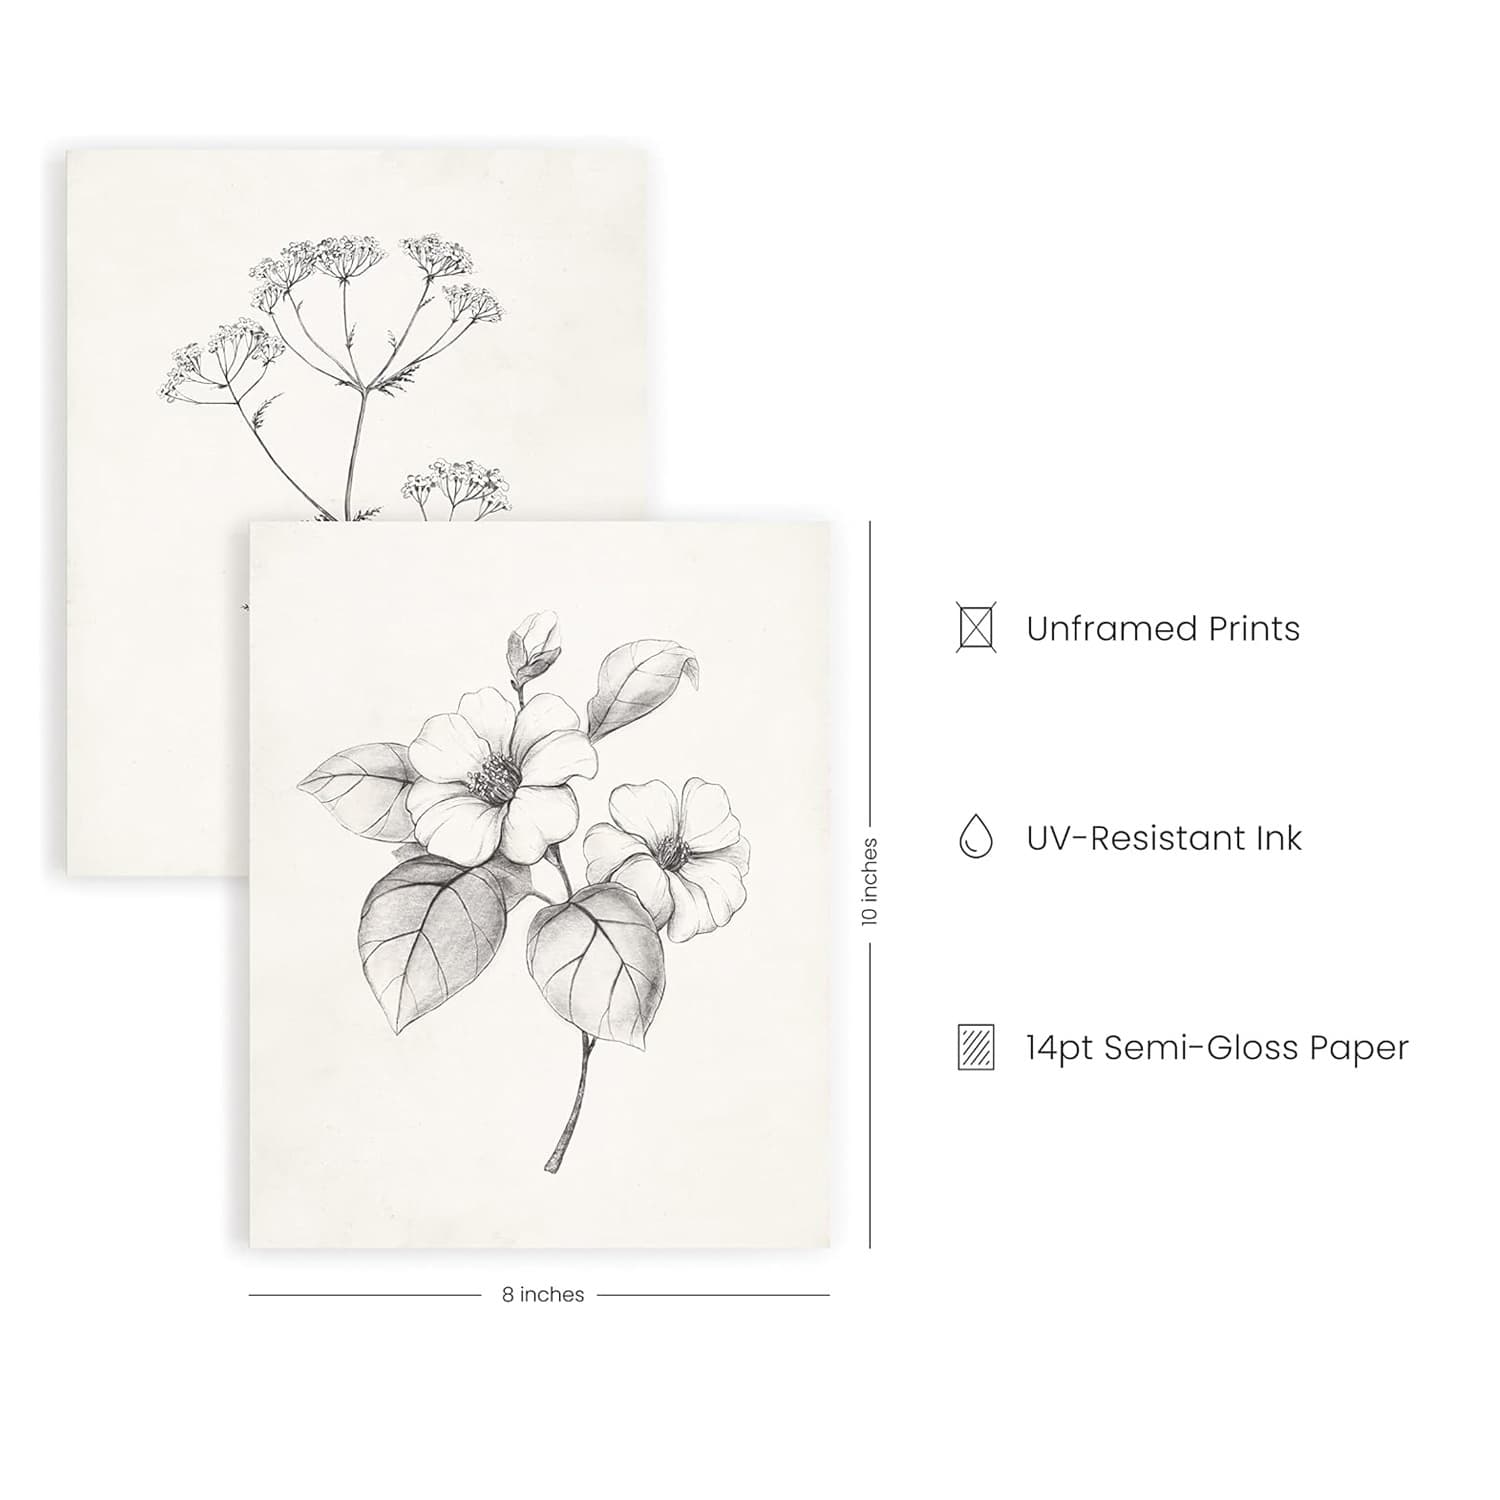 Unframed Prints
UV-Resistant Ink
10 inches
14pt Semi-Gloss Paper
8 inches